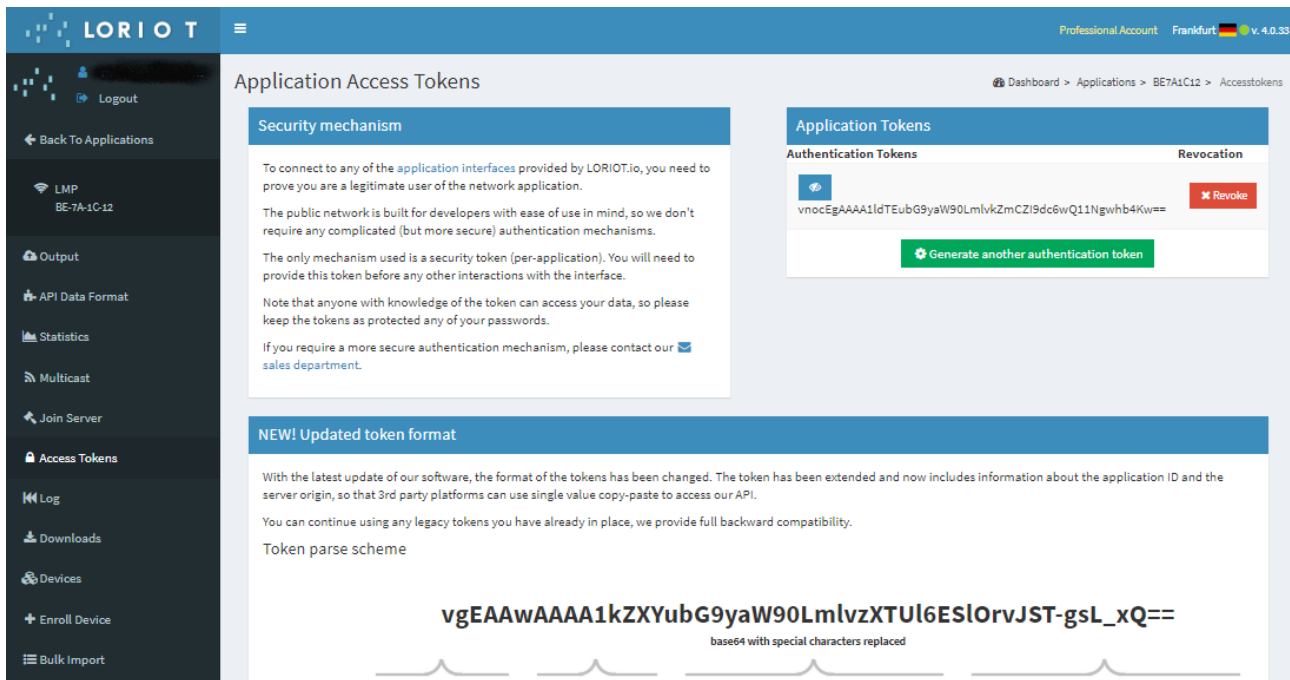 LORIOT
Professional Account Frankfurt v. 4.0.33
Logout
Back To Applications
LMP
BE-7A-1C-12
Output
API Data Format
Statistics
Multicast
Join Server
Access Tokens
Log
Downloads
Devices
Enroll Device
Bulk Import
Application Access Tokens
Dashboard > Applications > BE7A1C12 > Accesstokens
Security mechanism
To connect to any of the application interfaces provided by LORIOT.io, you need to
prove you are a legitimate user of the network application.
The public network is built for developers with ease of use in mind, so we don't
require any complicated (but more secure) authentication mechanisms.
The only mechanism used is a security token (per-application). You will need to
provide this token before any other interactions with the interface.
Note that anyone with knowledge of the token can access your data, so please
keep the tokens as protected any of your passwords.
If you require a more secure authentication mechanism, please contact our
sales department.
Application Tokens
Authentication Tokens Revocation
vnocEgAAAA1ldTEubG9yaW90LmlvkZmCZI9dc6wQ11Ngwhb4Kw==
Revoke
Generate another authentication token
NEW! Updated token format
With the latest update of our software, the format of the tokens has been changed. The token has been extended and now includes information about the application ID and the
server origin, so that 3rd party platforms can use single value copy-paste to access our API.
You can continue using any legacy tokens you have already in place, we provide full backward compatibility.
Token parse scheme
vgEAAwAAAA1kZXYubG9yaW90LmlvzXTUl6ESlOrvJST-gsL_xQ==
base64 with special characters replaced